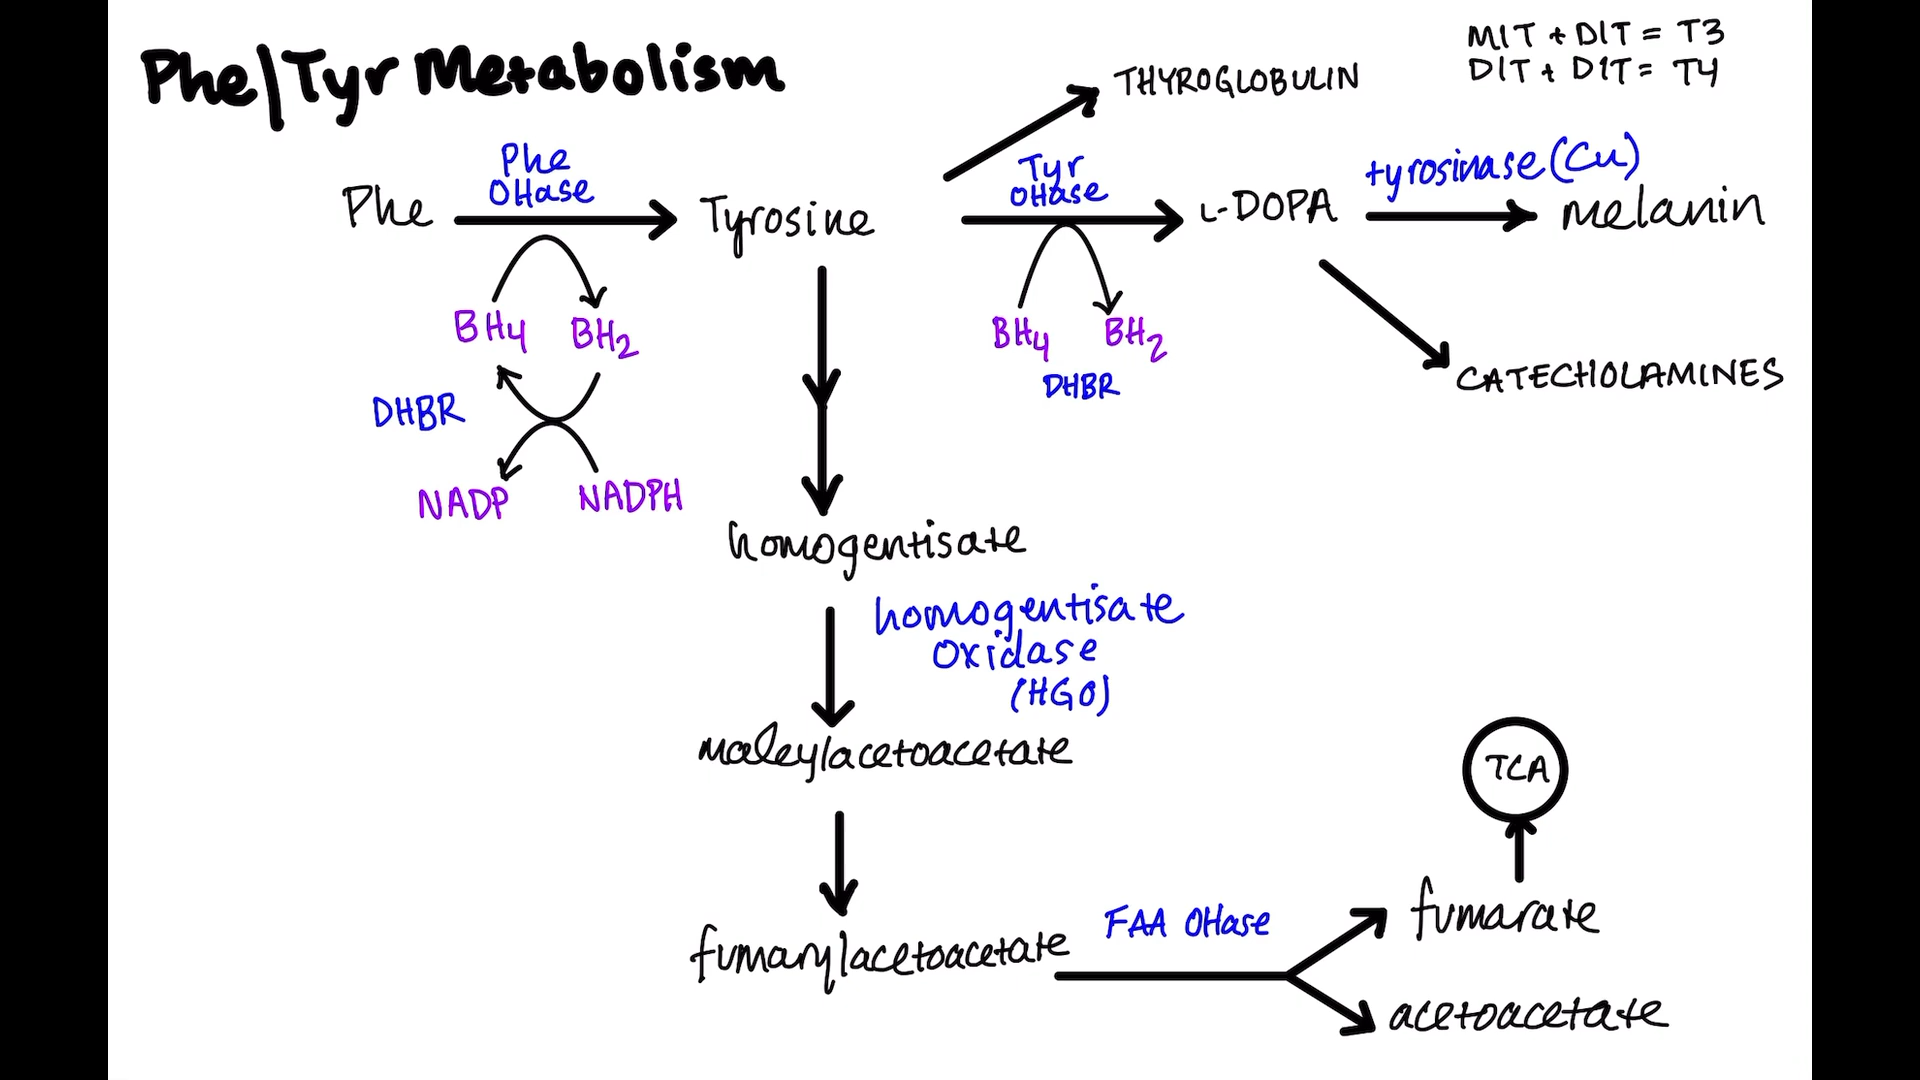 Phe/Tyr Metabolism
MIT + DIT = T3
DIT + DIT = T4
THYROGLOBULIN
Phe
OHase
Tyr
OHase
tyrosinase (Cu)
Phe
Tyrosine
L-DOPA
melanin
BH4
BH2
BH4
BH2
DHBR
DHBR
CATECHOLAMINES
NADP
NADPH
homogentisate
homogentisate
oxidase
(HGO)
maleylacetoacetate
TCA
fumarylacetoacetate
FAA OHase
fumarate
acetoacetate